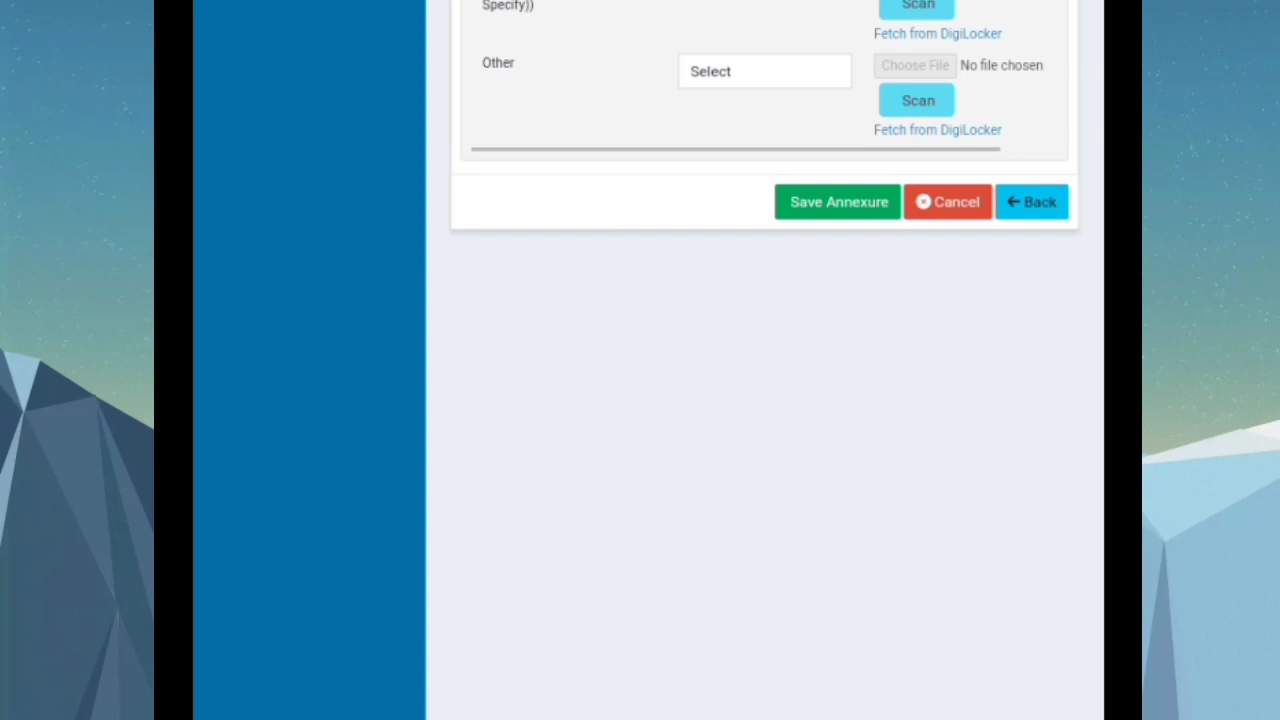 Specify))
Scan
Fetch from DigiLocker
Other
Select
Choose File No file chosen
Scan
Fetch from DigiLocker
Save Annexure
Cancel
Back